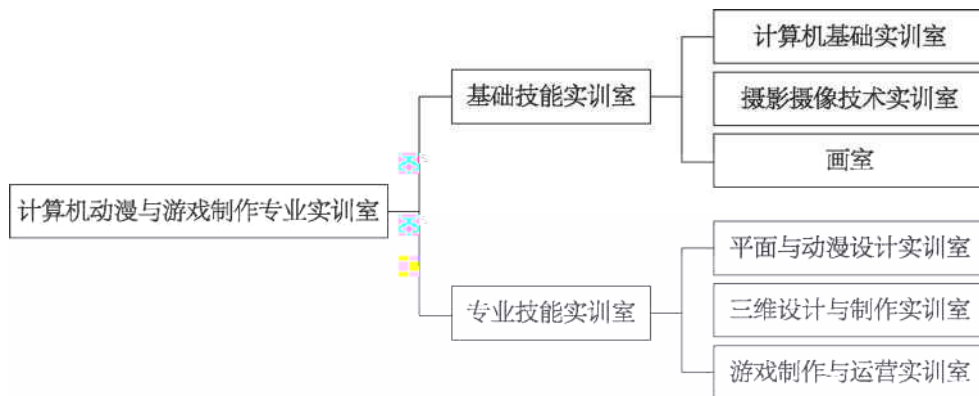 计算机基础实训室
基础技能实训室
摄影摄像技术实训室
画室
计算机动漫与游戏制作专业实训室
平面与动漫设计实训室
专业技能实训室
三维设计与制作实训室
游戏制作与运营实训室